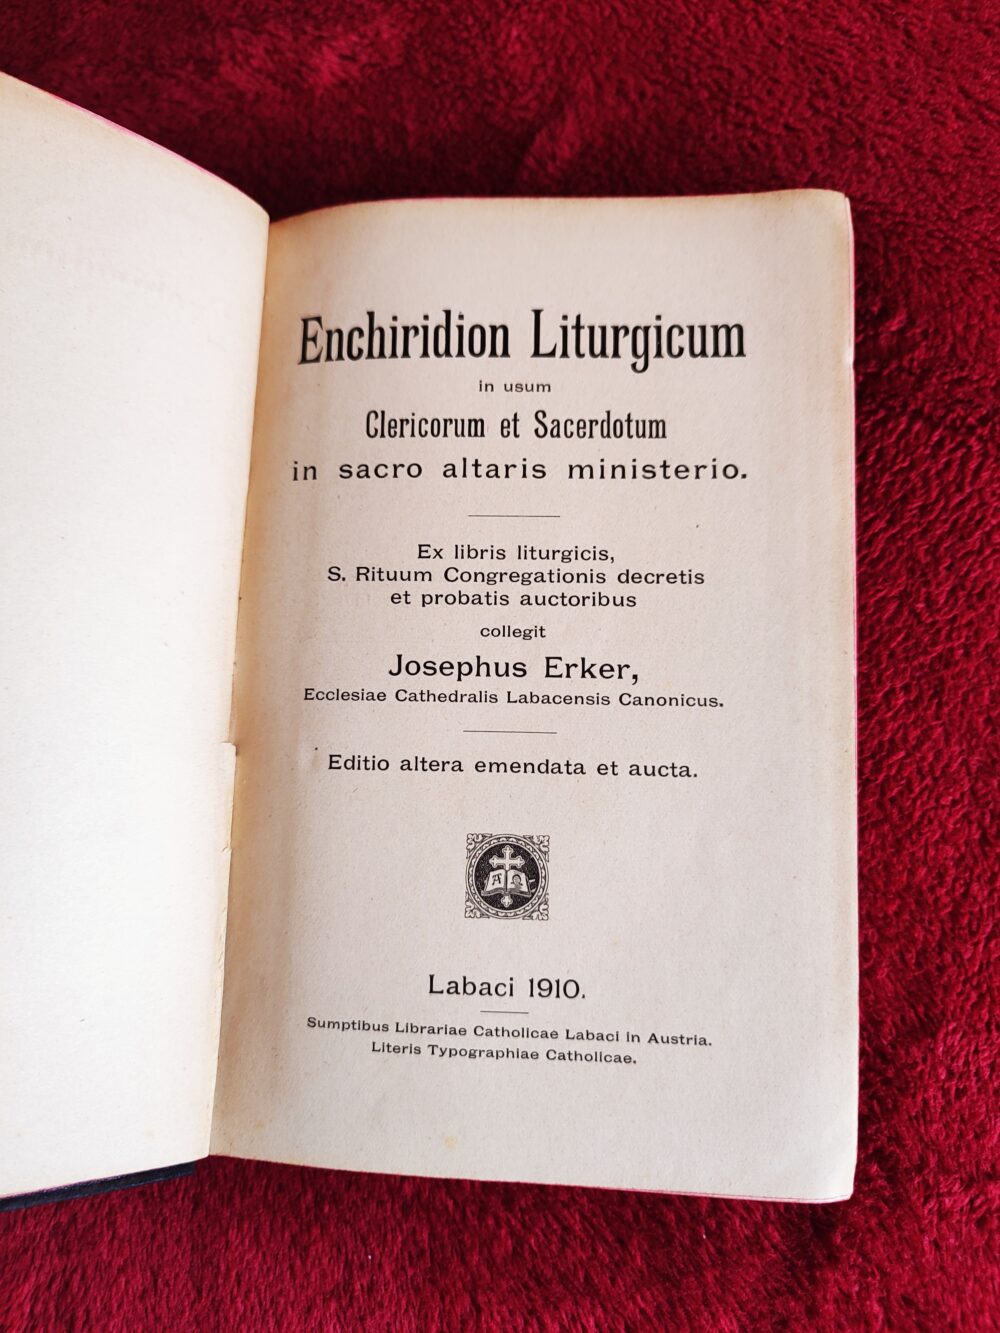 Enchiridion Liturgicum
in usum
Clericorum et Sacerdotum
in sacro altaris ministerio.
Ex libris liturgicis,
S. Rituum Congregationis decretis
et probatis auctoribus
collegit
Josephus Erker,
Ecclesiae Cathedralis Labacensis Canonicus.
Editio altera emendata et aucta.
Α Ω
Labaci 1910.
Sumptibus Librariae Catholicae Labaci in Austria.
Literis Typographiae Catholicae.